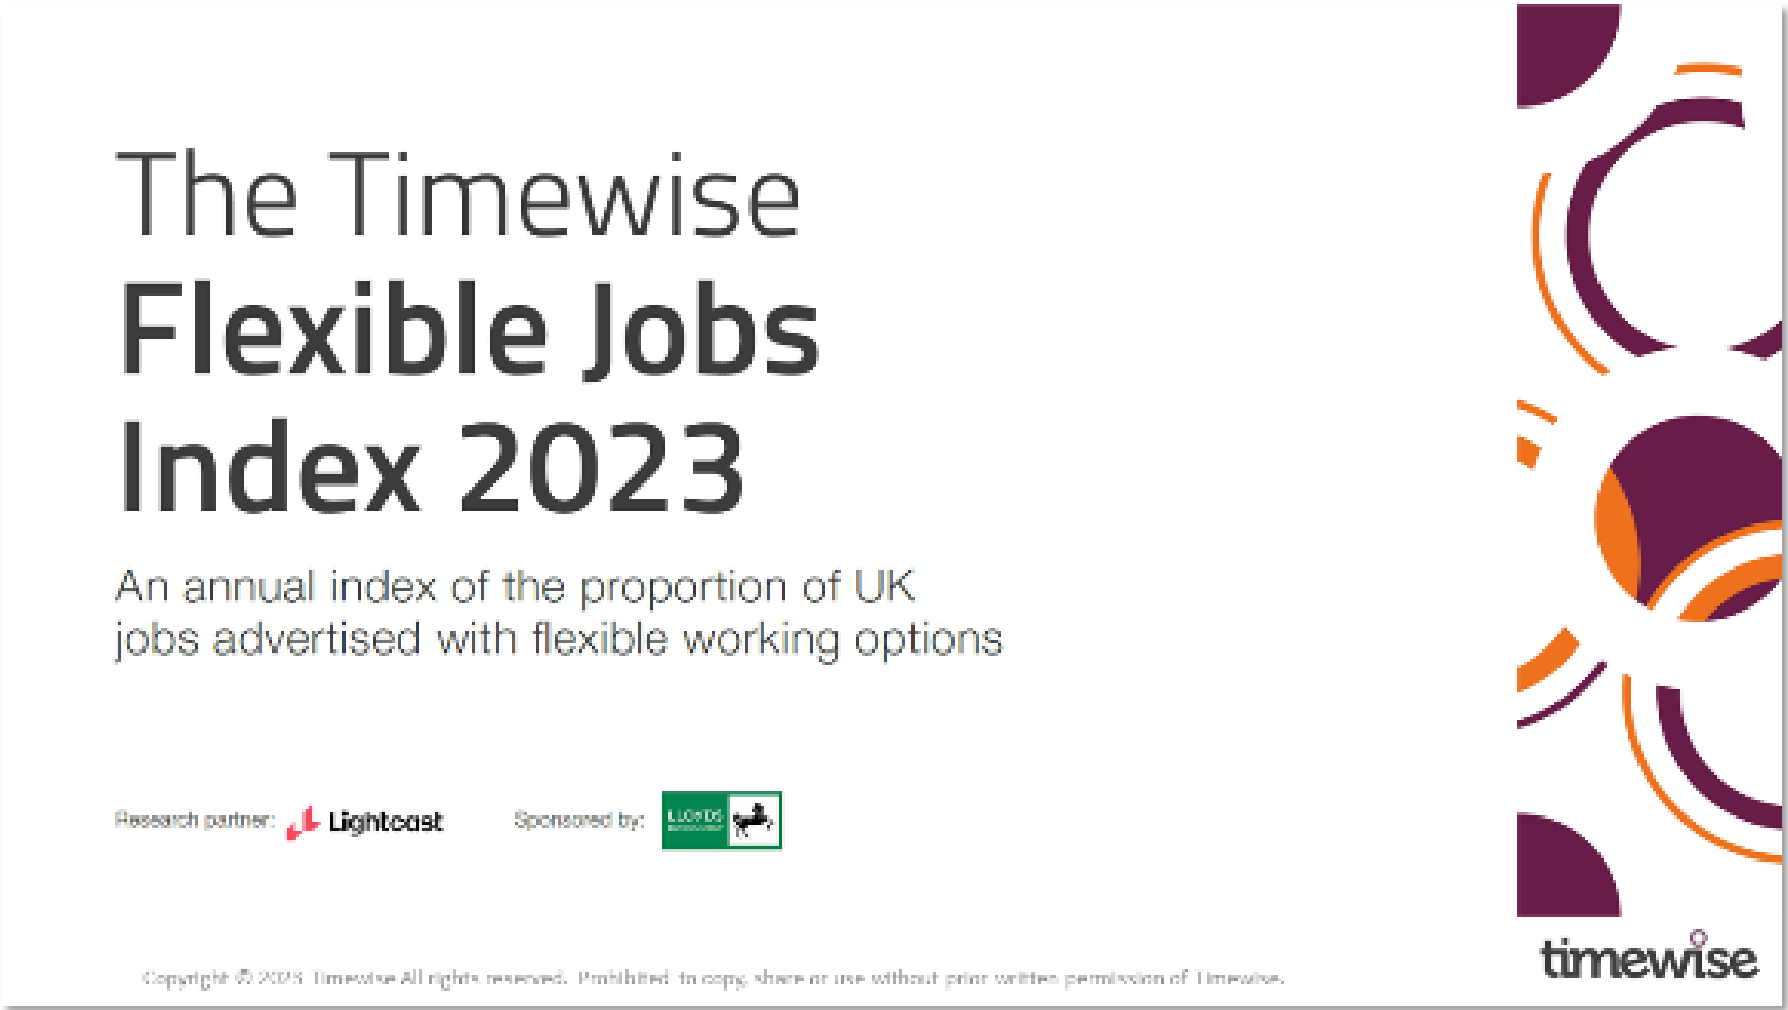 The Timewise
Flexible Jobs
Index 2023
An annual index of the proportion of UK
jobs advertised with flexible working options
Research partner: Lightcast
Sponsored by: LLOYDS
Copyright © 2023 Timewise All rights reserved. Prohibited to copy, share or use without prior written permission of Timewise.
timewise